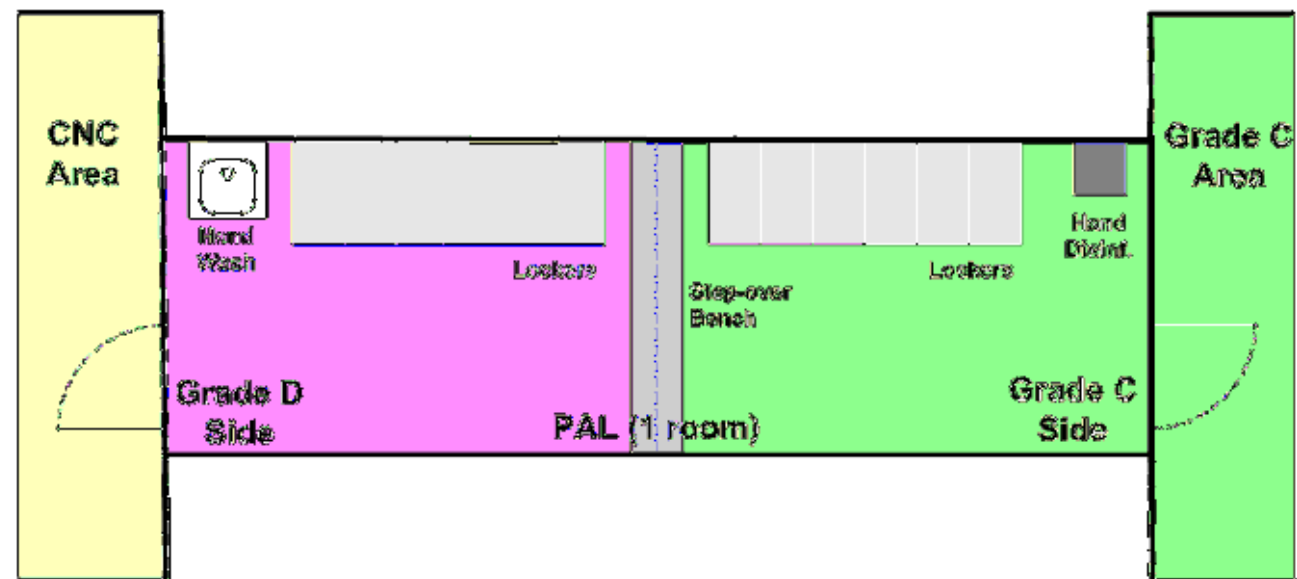 CNC
Area
Hand
Wash
Lockers
Grade D
Side
PAL (1 room)
Step-over
Bench
Lockers
Hand
Disinf.
Grade C
Side
Grade C
Area